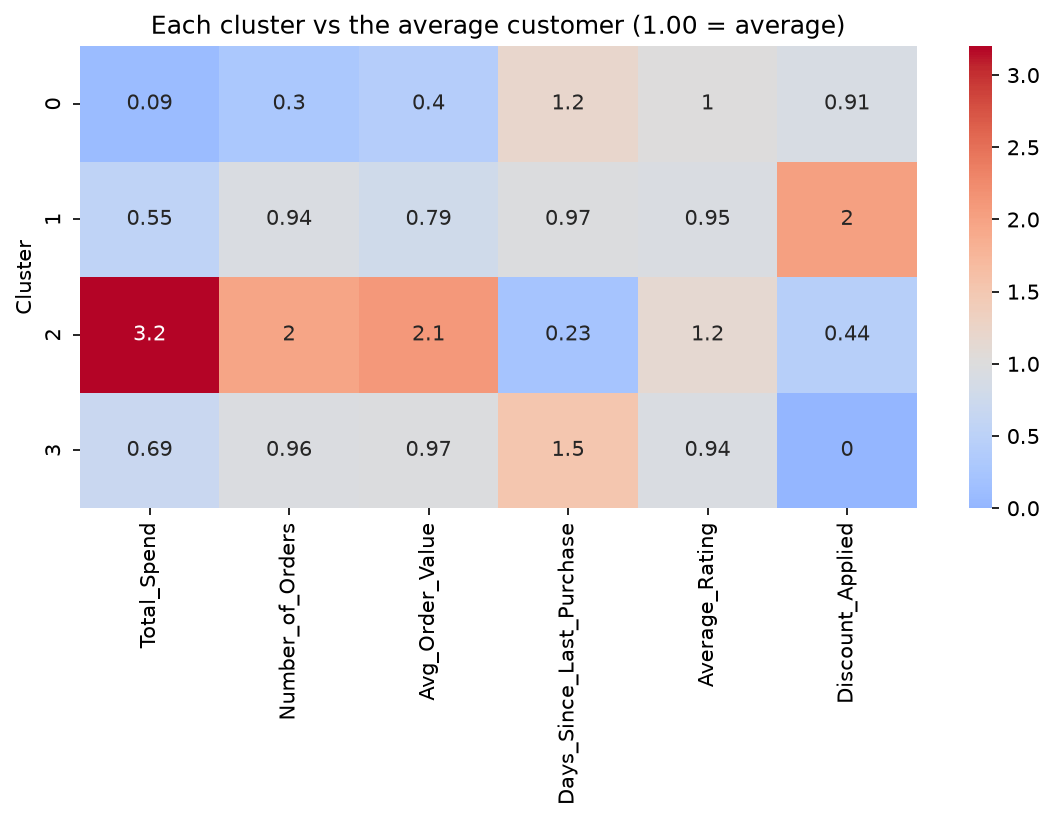 Each cluster vs the average customer (1.00 = average)
Cluster
0 0.09 0.3 0.4 1.2 1 0.91
1 0.55 0.94 0.79 0.97 0.95 2
2 3.2 2 2.1 0.23 1.2 0.44
3 0.69 0.96 0.97 1.5 0.94 0
Total_Spend
Number_of_Orders
Avg_Order_Value
Days_Since_Last_Purchase
Average_Rating
Discount_Applied
3.0
2.5
2.0
1.5
1.0
0.5
0.0